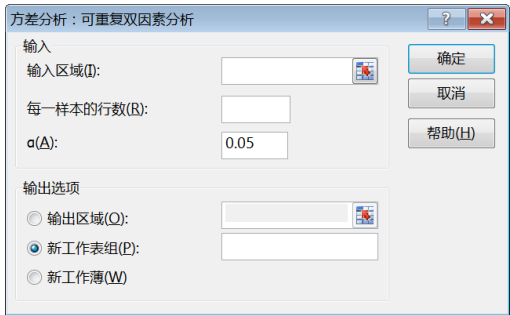 方差分析：可重复双因素分析
输入
输入区域(I):
确定
取消
每一样本的行数(R):
帮助(H)
α(A):
0.05
输出选项
输出区域(O):
新工作表组(P):
新工作薄(W)